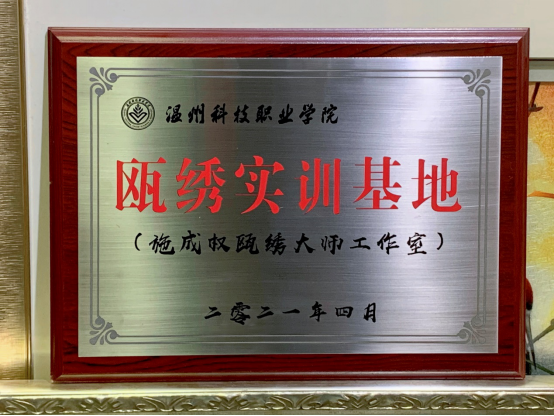 温州科技职业学院
瓯绣实训基地
(施成权瓯绣大师工作室)
二零二一年四月